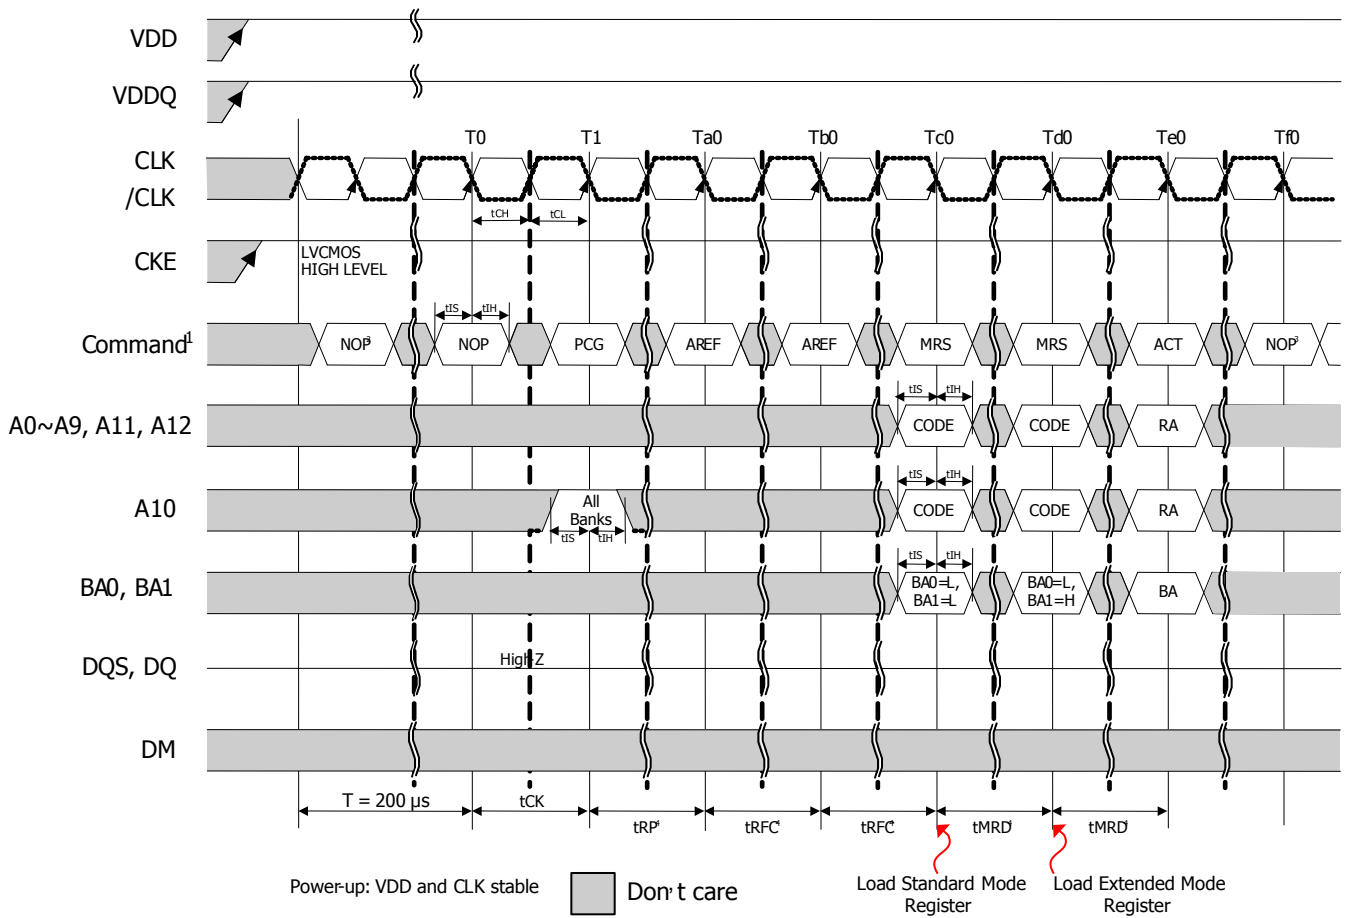 VDD
VDDQ
T0 T1 Ta0 Tb0 Tc0 Td0 Te0 Tf0
CLK
/CLK
tCH tCL
CKE
LVCMOS
HIGH LEVEL
tIS tIH
Command1
NOP3 NOP PCG AREF AREF MRS MRS ACT NOP3
tIS tIH
A0~A9, A11, A12
CODE CODE RA
tIS tIH
A10
All
Banks
CODE CODE RA
tIS tIH
tIS tIH
BA0, BA1
BA0=L,
BA1=L
BA0=L,
BA1=H
BA
DQS, DQ
High-Z
DM
T = 200 µs tCK
tRP4 tRFC4 tRFC4 tMRD4 tMRD4
Power-up: VDD and CLK stable
Don't care
Load Standard Mode
Register
Load Extended Mode
Register